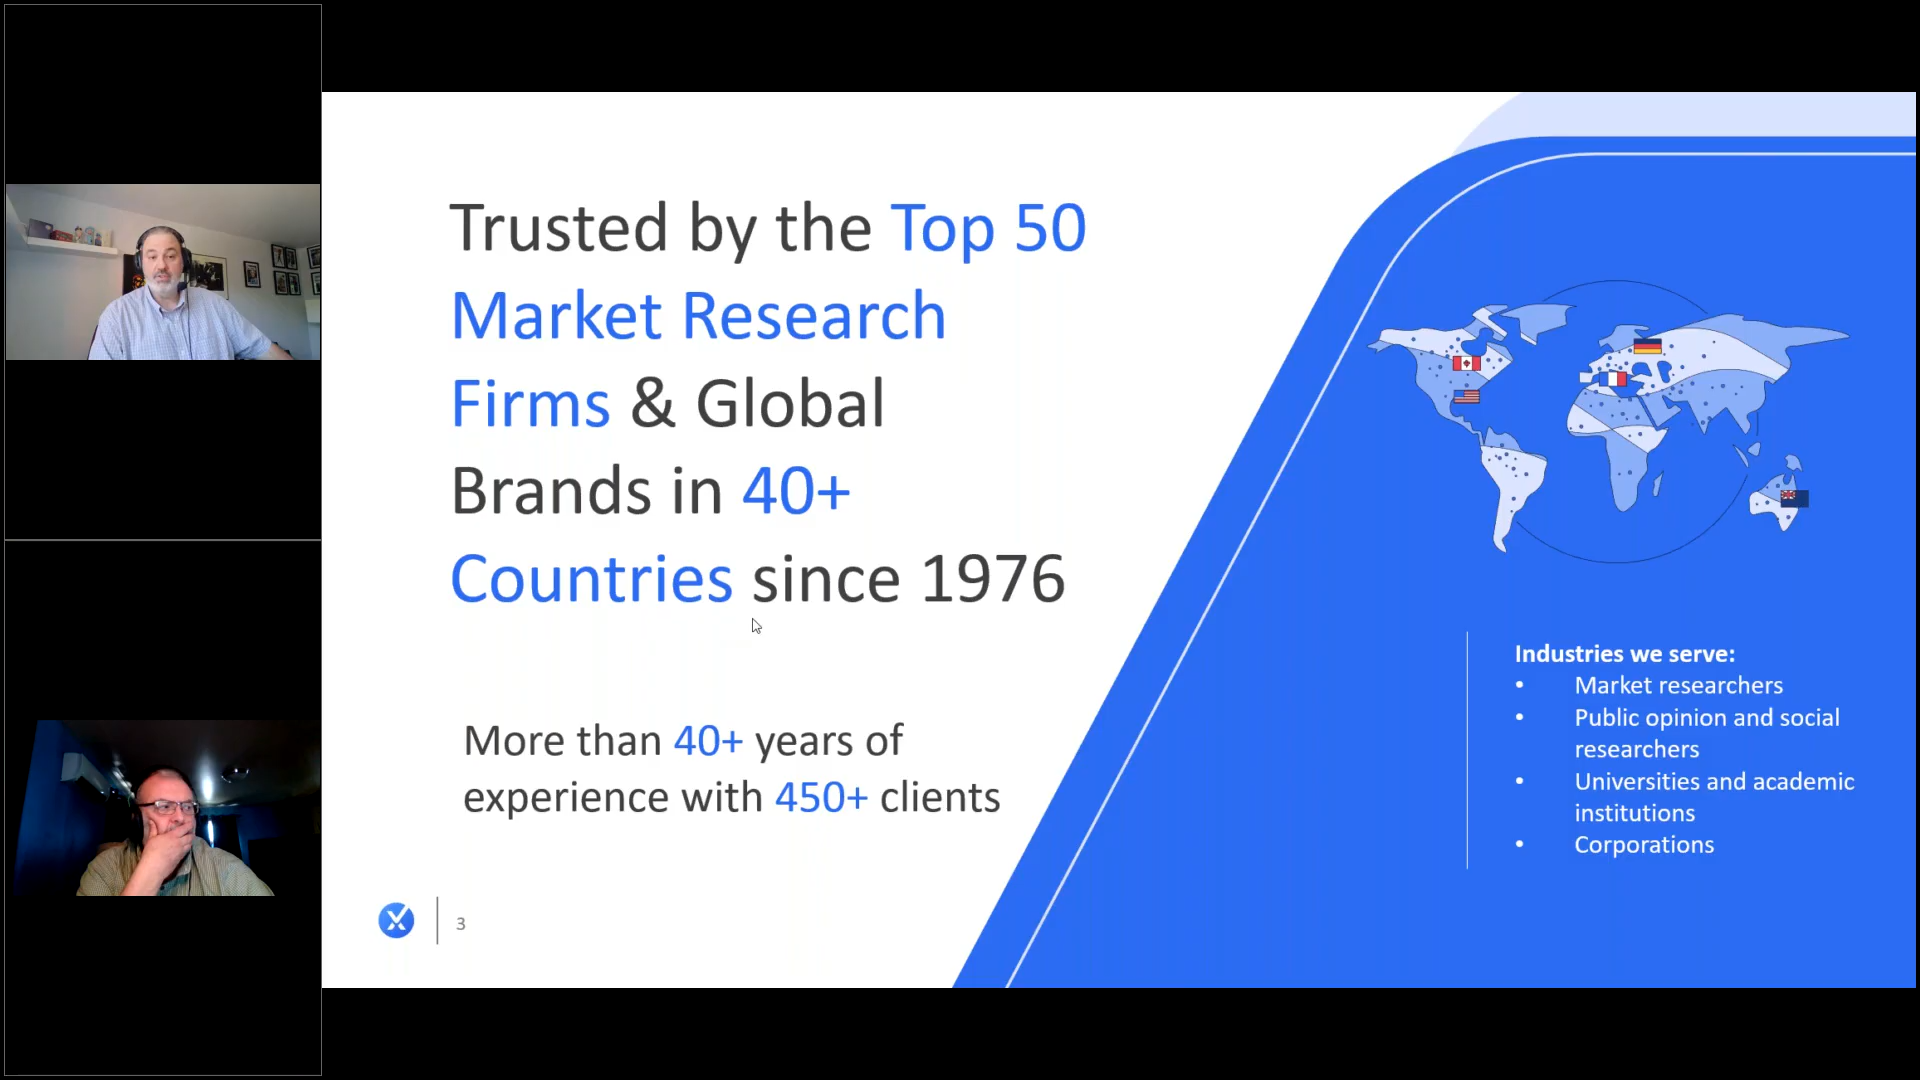 Trusted by the Top 50
Market Research
Firms & Global
Brands in 40+
Countries since 1976
More than 40+ years of
experience with 450+ clients
3
Industries we serve:
• Market researchers
• Public opinion and social
researchers
• Universities and academic
institutions
• Corporations